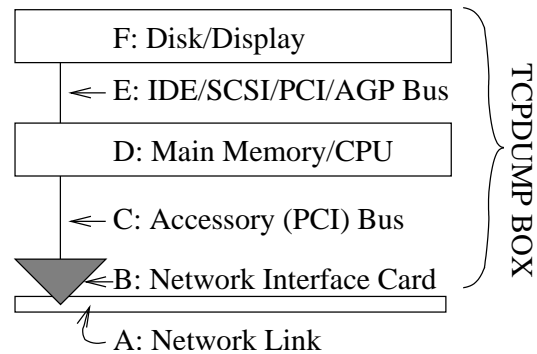 F: Disk/Display
E: IDE/SCSI/PCI/AGP Bus
D: Main Memory/CPU
C: Accessory (PCI) Bus
B: Network Interface Card
A: Network Link
TCPDUMP BOX